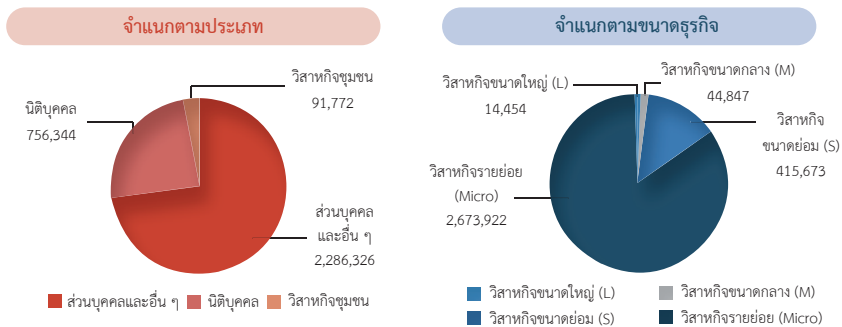 จำแนกตามประเภท
วิสาหกิจชุมชน
91,772
นิติบุคคล
756,344
ส่วนบุคคล
และอื่น ๆ
2,286,326
ส่วนบุคคลและอื่น ๆ นิติบุคคล วิสาหกิจชุมชน
จำแนกตามขนาดธุรกิจ
วิสาหกิจขนาดใหญ่ (L)
14,454
วิสาหกิจขนาดกลาง (M)
44,847
วิสาหกิจ
ขนาดย่อม (S)
415,673
วิสาหกิจรายย่อย
(Micro)
2,673,922
วิสาหกิจขนาดใหญ่ (L) วิสาหกิจขนาดกลาง (M)
วิสาหกิจขนาดย่อม (S) วิสาหกิจรายย่อย (Micro)